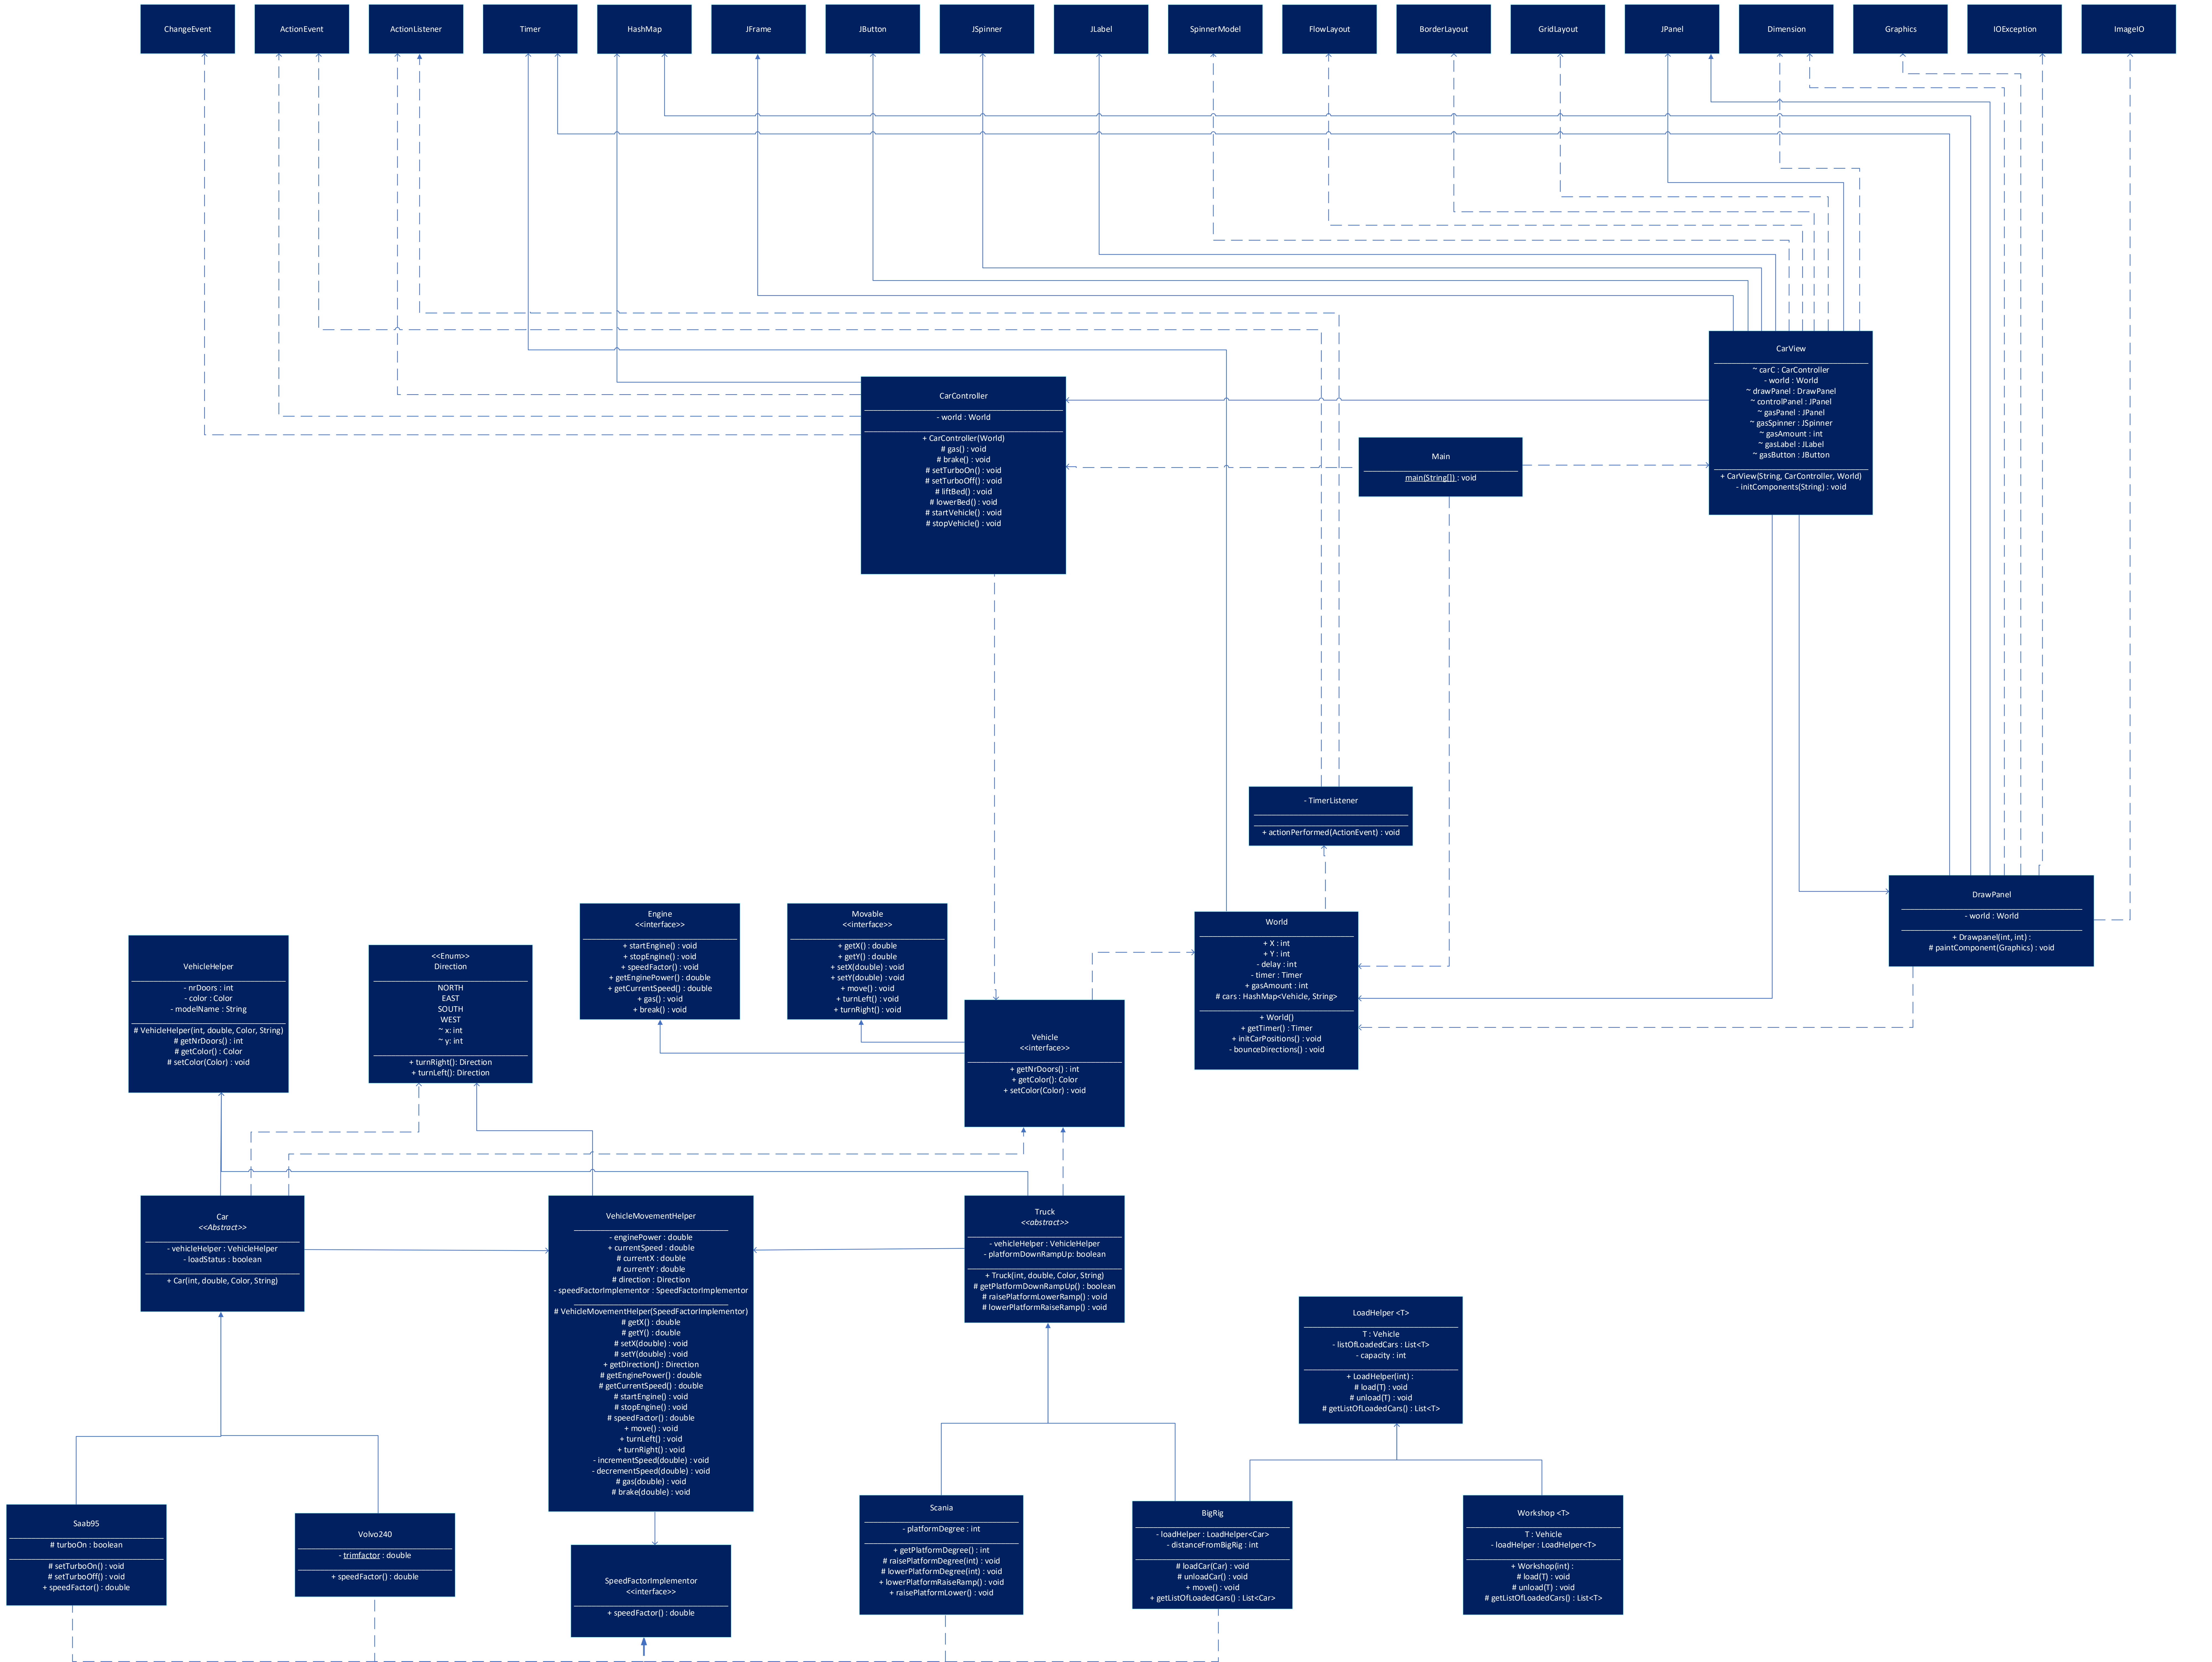 ChangeEvent
ActionEvent
ActionListener
Timer
HashMap
JFrame
JButton
JSpinner
JLabel
SpinnerModel
FlowLayout
BorderLayout
GridLayout
JPanel
Dimension
Graphics
IOException
ImageIO
CarView
~ carC : CarController
- world : World
~ drawPanel : DrawPanel
~ controlPanel : JPanel
~ gasPanel : JPanel
~ gasSpinner : JSpinner
~ gasAmount : int
~ gasLabel : JLabel
~ gasButton : JButton
+ CarView(String, CarController, World)
- initComponents(String) : void
CarController
- world : World
+ CarController(World)
# gas() : void
# brake() : void
# setTurboOn() : void
# setTurboOff() : void
# liftBed() : void
# lowerBed() : void
# startVehicle() : void
# stopVehicle() : void
Main
main(String[]) : void
- TimerListener
+ actionPerformed(ActionEvent) : void
DrawPanel
- world : World
+ Drawpanel(int, int) :
# paintComponent(Graphics) : void
Engine
<<interface>>
+ startEngine() : void
+ stopEngine() : void
+ speedFactor() : void
+ getEnginePower() : double
+ getCurrentSpeed() : double
+ gas() : void
+ break() : void
Movable
<<interface>>
+ getX() : double
+ getY() : double
+ setX(double) : void
+ setY(double) : void
+ move() : void
+ turnLeft() : void
+ turnRight() : void
World
+ X : int
+ Y : int
- delay : int
- timer : Timer
+ gasAmount : int
# cars : HashMap<Vehicle, String>
+ World()
+ getTimer() : Timer
+ initCarPositions() : void
- bounceDirections() : void
VehicleHelper
- nrDoors : int
- color : Color
- modelName : String
# VehicleHelper(int, double, Color, String)
# getNrDoors() : int
# getColor() : Color
# setColor(Color) : void
<<Enum>>
Direction
NORTH
EAST
SOUTH
WEST
~ x: int
~ y: int
+ turnRight(): Direction
+ turnLeft(): Direction
Vehicle
<<interface>>
+ getNrDoors() : int
+ getColor(): Color
+ setColor(Color) : void
Car
<<Abstract>>
- vehicleHelper : VehicleHelper
- loadStatus : boolean
+ Car(int, double, Color, String)
VehicleMovementHelper
- enginePower : double
+ currentSpeed : double
# currentX : double
# currentY : double
# direction : Direction
- speedFactorImplementor : SpeedFactorImplementor
# VehicleMovementHelper(SpeedFactorImplementor)
# getX() : double
# getY() : double
# setX(double) : void
# setY(double) : void
+ getDirection() : Direction
# getEnginePower() : double
# getCurrentSpeed() : double
# startEngine() : void
# stopEngine() : void
# speedFactor() : double
+ move() : void
+ turnLeft() : void
+ turnRight() : void
- incrementSpeed(double) : void
- decrementSpeed(double) : void
# gas(double) : void
# brake(double) : void
Truck
<<abstract>>
- vehicleHelper : VehicleHelper
- platformDownRampUp: boolean
+ Truck(int, double, Color, String)
# getPlatformDownRampUp() : boolean
# raisePlatformLowerRamp() : void
# lowerPlatformRaiseRamp() : void
LoadHelper <T>
T : Vehicle
- listOfLoadedCars : List<T>
- capacity : int
+ LoadHelper(int) :
# load(T) : void
# unload(T) : void
# getListOfLoadedCars() : List<T>
Saab95
# turboOn : boolean
# setTurboOn() : void
# setTurboOff() : void
+ speedFactor() : double
Volvo240
- trimfactor : double
+ speedFactor() : double
SpeedFactorImplementor
<<interface>>
+ speedFactor() : double
Scania
- platformDegree : int
+ getPlatformDegree() : int
# raisePlatformDegree(int) : void
# lowerPlatformDegree(int) : void
+ lowerPlatformRaiseRamp() : void
+ raisePlatformLower() : void
BigRig
- loadHelper : LoadHelper<Car>
- distanceFromBigRig : int
# loadCar(Car) : void
# unloadCar() : void
+ move() : void
+ getListOfLoadedCars() : List<Car>
Workshop <T>
T : Vehicle
- loadHelper : LoadHelper<T>
+ Workshop(int) :
# load(T) : void
# unload(T) : void
# getListOfLoadedCars() : List<T>